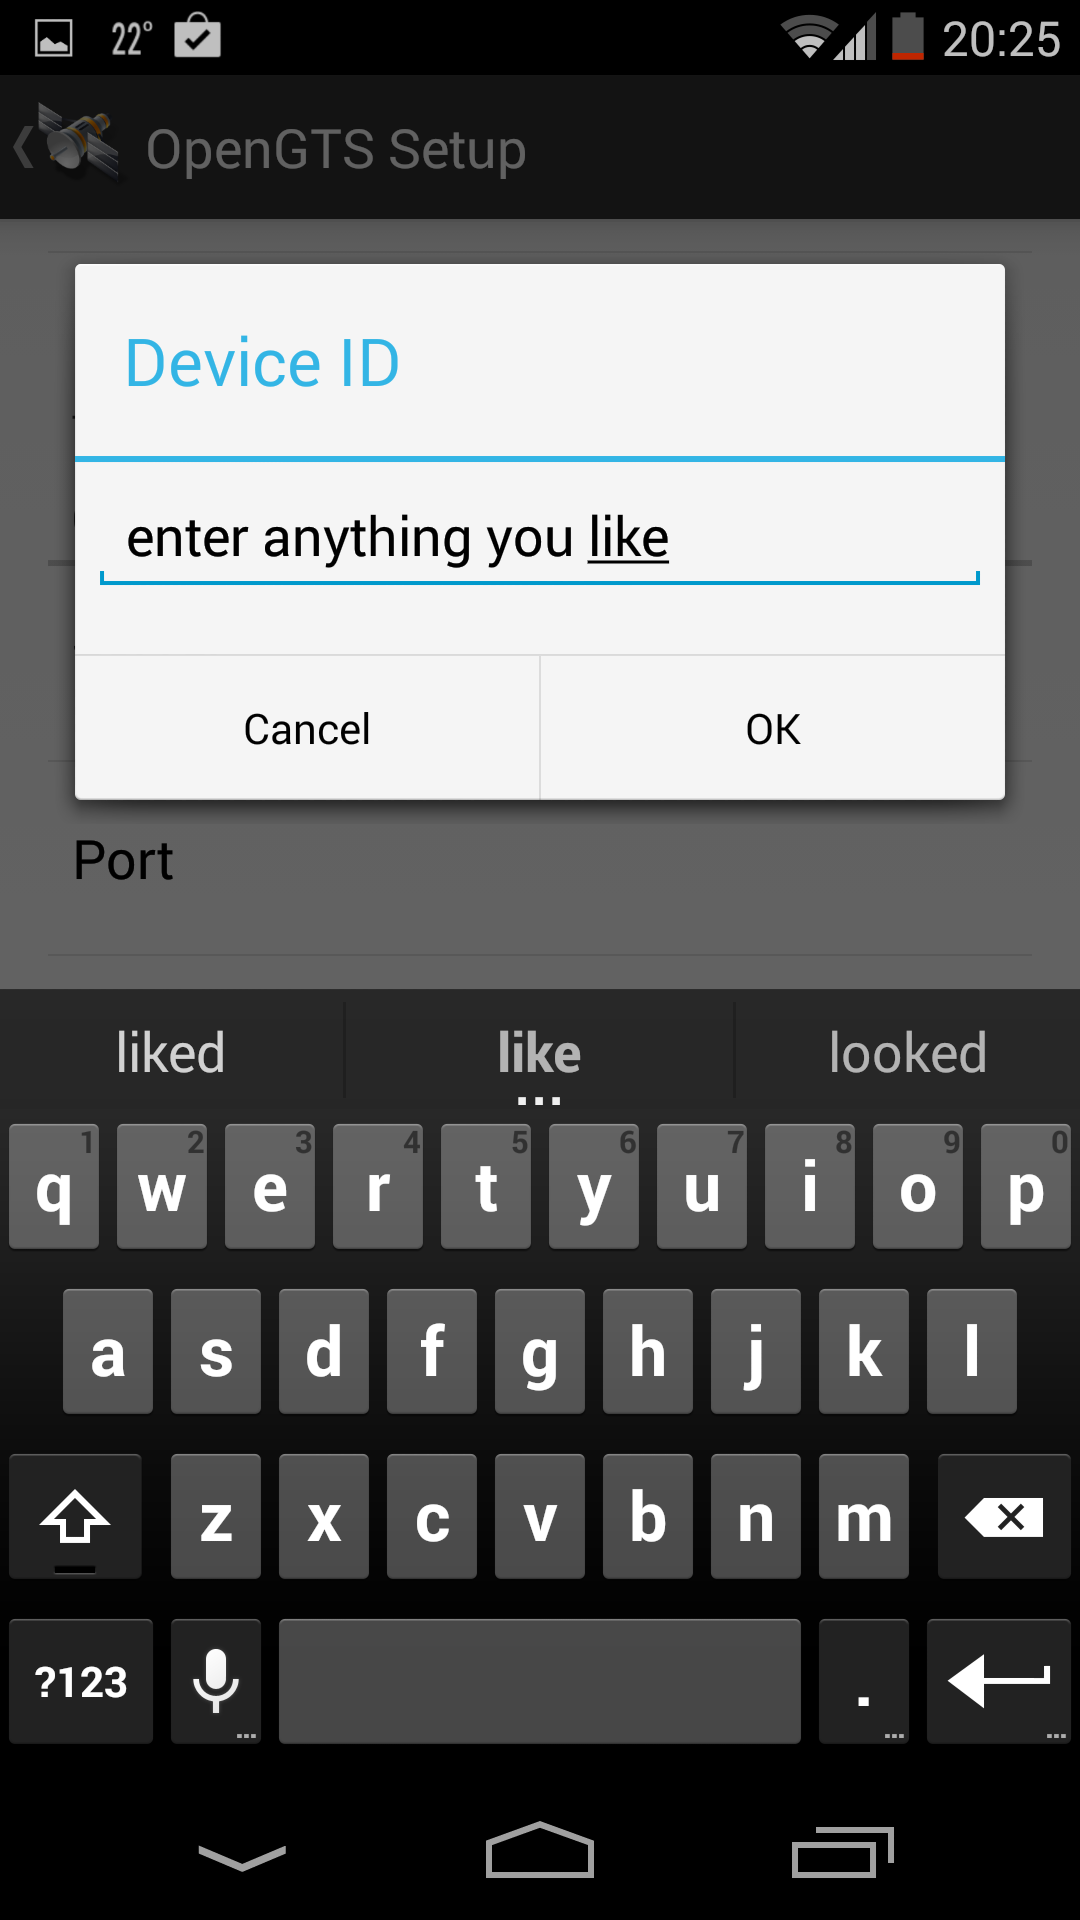 22°
20:25
OpenGTS Setup
Device ID
enter anything you like
Cancel OK
Port
liked like looked
1 2 3 4 5 6 7 8 9 0
q w e r t y u i o p
a s d f g h j k l
z x c v b n m
?123 .